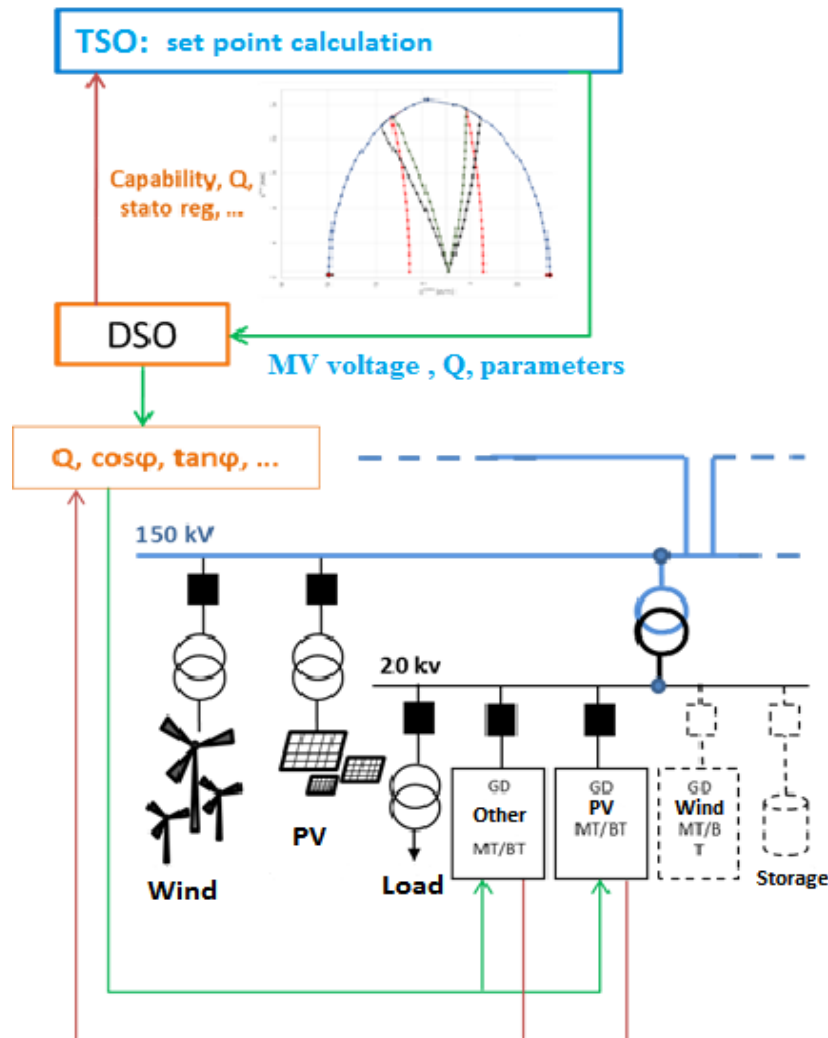 TSO: set point calculation
Capability, Q,
stato reg, ...
DSO
MV voltage , Q, parameters
Q, cosφ, tanφ, ...
150 kV
20 kv
GD
Other
MT/BT
GD
PV
MT/BT
GD
Wind
MT/B
T
Wind
PV
Load
Storage